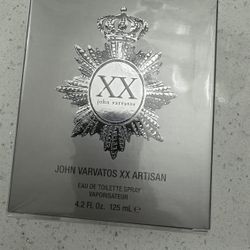 XX
john varvatos
JOHN VARVATOS XX ARTISAN
EAU DE TOILETTE SPRAY
VAPORISATEUR
4.2 Fl. Oz. 125 mL e